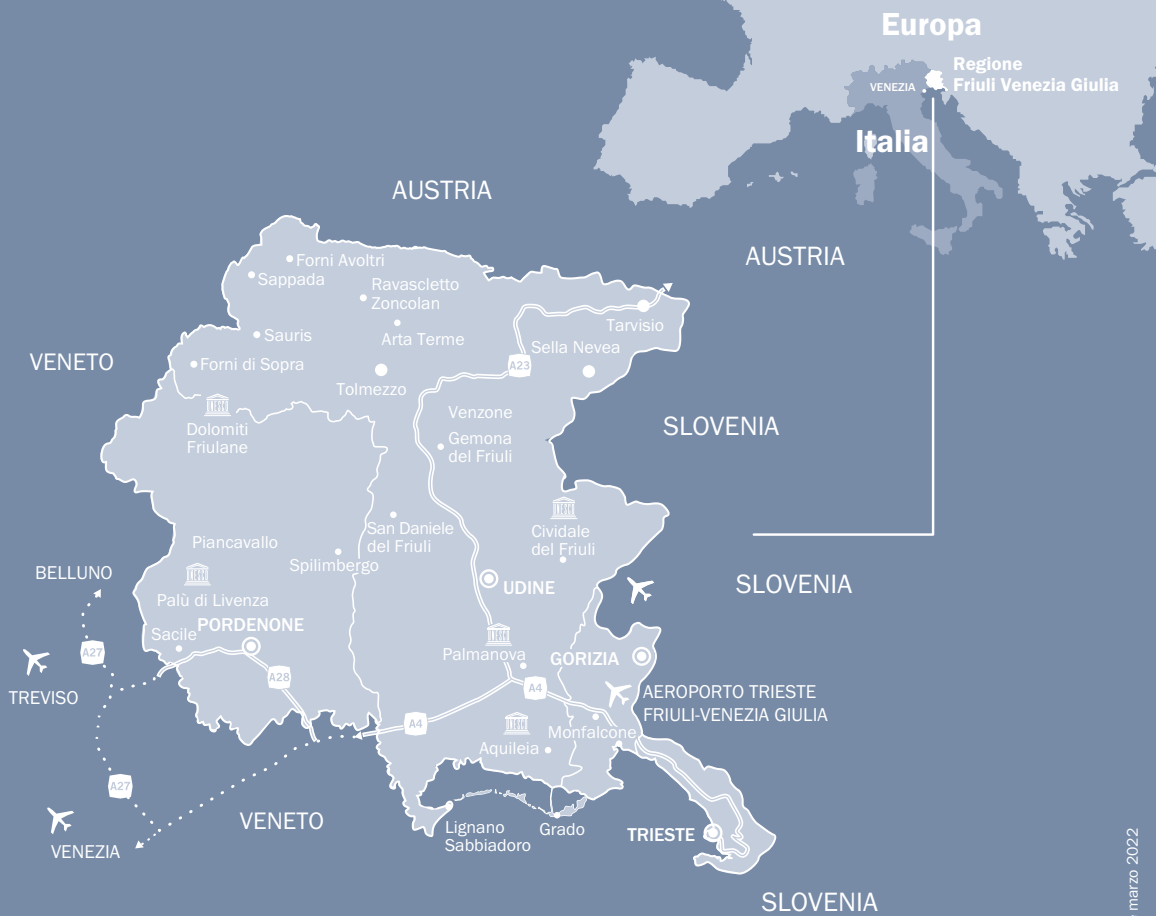 Europa
Regione
Friuli Venezia Giulia
VENEZIA
Italia
AUSTRIA
AUSTRIA
Forni Avoltri
Sappada
Ravascletto
Zoncolan
Tarvisio
Sauris
Arta Terme
Sella Nevea
VENETO
Forni di Sopra
A23
Tolmezzo
Venzone
SLOVENIA
Dolomiti
Friulane
Gemona
del Friuli
San Daniele
del Friuli
Cividale
del Friuli
Piancavallo
Spilimbergo
BELLUNO
UDINE
SLOVENIA
Palù di Livenza
PORDENONE
Sacile
A27
Palmanova
GORIZIA
TREVISO
A28
A4
AEROPORTO TRIESTE
FRIULI-VENEZIA GIULIA
A4
Monfalcone
Aquileia
A27
VENETO
Lignano
Sabbiadoro
Grado
TRIESTE
VENEZIA
SLOVENIA
marzo 2022